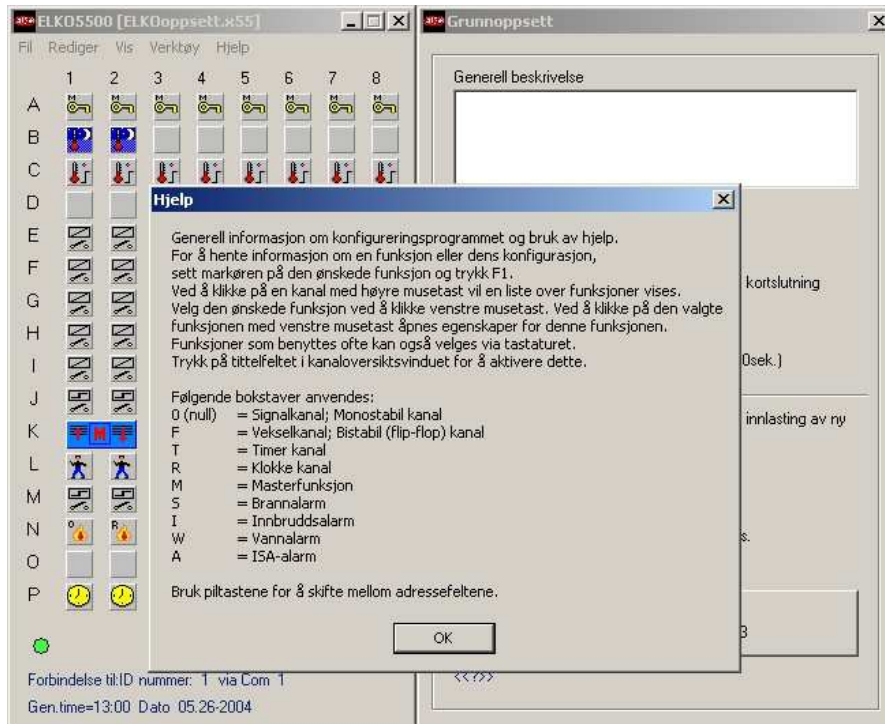 ELKO5500 [ELKOoppsett.x55]
Fil Rediger Vis Verktøy Hjelp
1 2 3 4 5 6 7 8
A
B
C
D
E
F
G
H
I
J
K M
L
M
N
O
P
Forbindelse til:ID nummer: 1 via Com 1
Gen.time=13:00 Dato 05.26-2004
Grunnoppsett
Generell beskrivelse
kortslutning
0sek.)
innlasting av ny
s.
3
<<?>>
Hjelp
Generell informasjon om konfigureringsprogrammet og bruk av hjelp.
For å hente informasjon om en funksjon eller dens konfigurasjon,
sett markøren på den ønskede funksjon og trykk F1.
Ved å klikke på en kanal med høyre musetast vil en liste over funksjoner vises.
Velg den ønskede funksjon ved å klikke venstre musetast. Ved å klikke på den valgte
funksjonen med venstre musetast åpnes egenskaper for denne funksjonen.
Funksjoner som benyttes ofte kan også velges via tastaturet.
Trykk på tittelfeltet i kanaloversiktsvinduet for å aktivere dette.
Følgende bokstaver anvendes:
0 (null) = Signalkanal; Monostabil kanal
F = Vekselkanal; Bistabil (flip-flop) kanal
T = Timer kanal
R = Klokke kanal
M = Masterfunksjon
S = Brannalarm
I = Innbruddsalarm
W = Vannalarm
A = ISA-alarm
Bruk piltastene for å skifte mellom adressefeltene.
OK